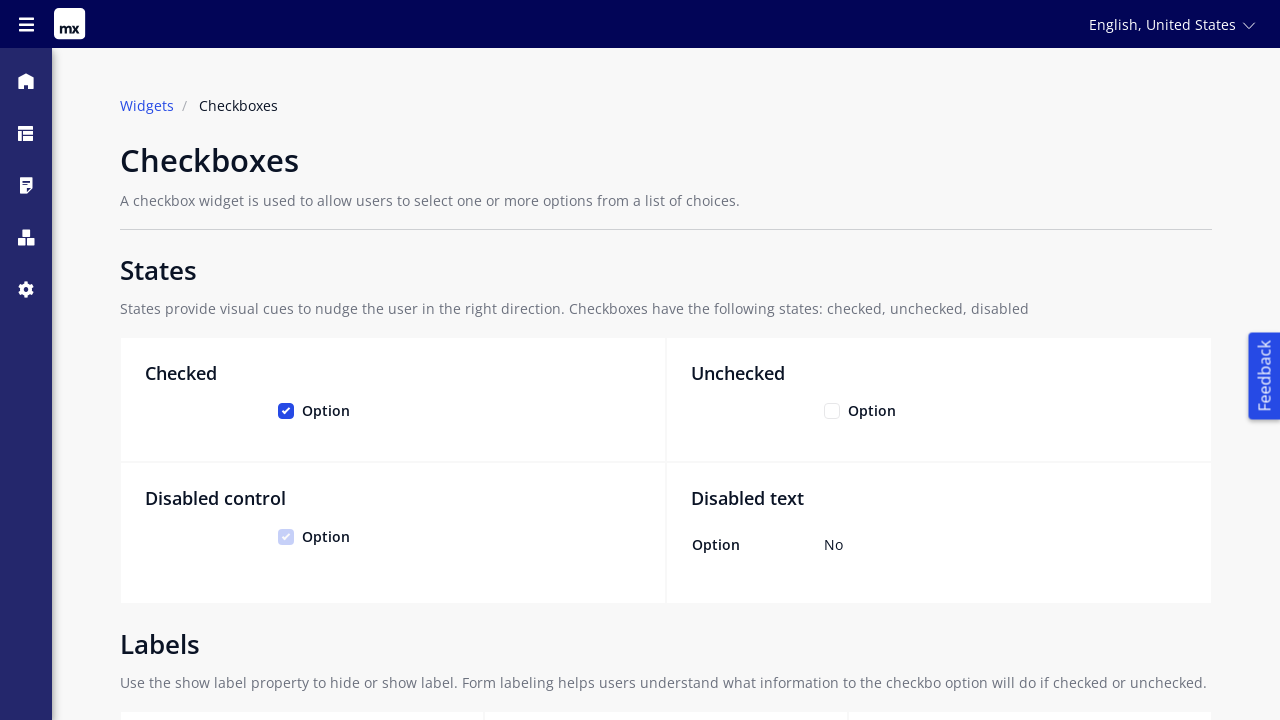 mx
English, United States
Widgets / Checkboxes
Checkboxes
A checkbox widget is used to allow users to select one or more options from a list of choices.
States
States provide visual cues to nudge the user in the right direction. Checkboxes have the following states: checked, unchecked, disabled
Checked
Option
Unchecked
Option
Feedback
Disabled control
Option
Disabled text
Option No
Labels
Use the show label property to hide or show label. Form labeling helps users understand what information to the checkbo option will do if checked or unchecked.